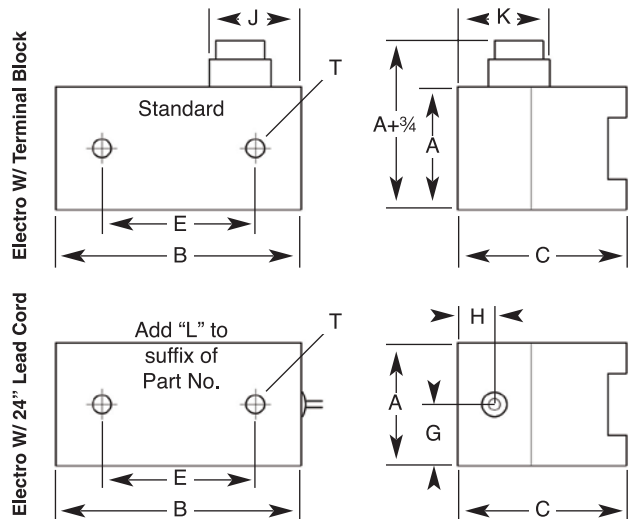 Electro W/ Terminal Block
J
K
T
Standard
A+¾
A
E
B
C
Electro W/ 24” Lead Cord
Add “L” to
suffix of
Part No.
T
H
A
G
E
B
C